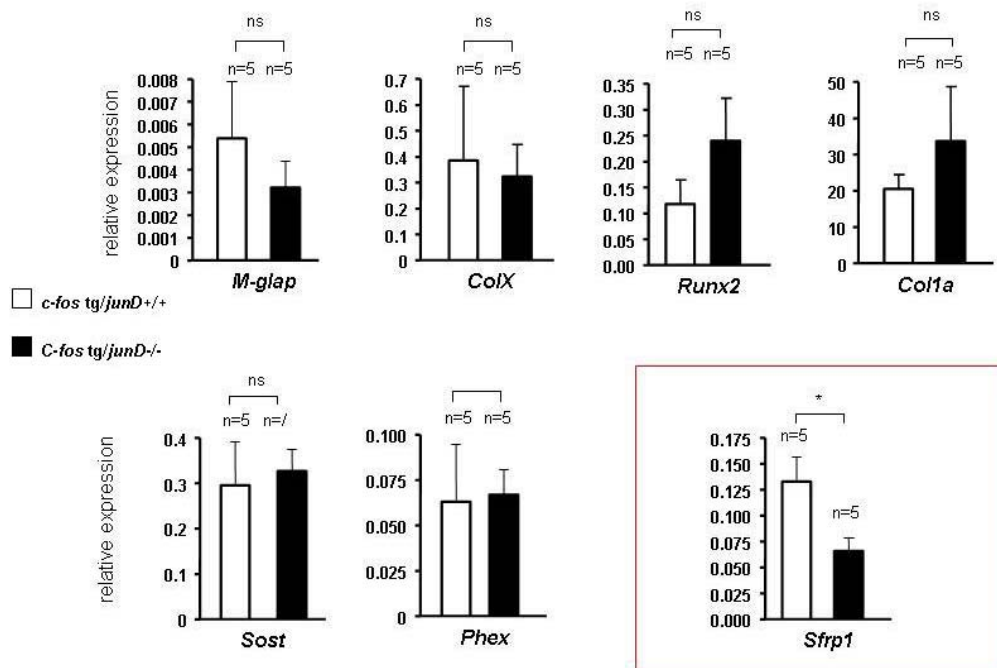 ns
n=5 n=5
0.008
0.007
0.006
0.005
0.004
0.003
0.002
0.001
0
relative expression
M-glap
ns
n=5 n=5
0.7
0.6
0.5
0.4
0.3
0.2
0.1
0
ColX
ns
n=5 n=5
0.35
0.30
0.25
0.20
0.15
0.10
0.05
0.00
Runx2
ns
n=5 n=5
50
40
30
20
10
0
Col1a
c-fos tg/junD+/+
C-fos tg/junD-/-
ns
n=5 n=/
0.4
0.3
0.2
0.1
0
relative expression
Sost
n=5 n=5
0.100
0.075
0.050
0.025
0
Phex
*
n=5
n=5
0.175
0.150
0.125
0.100
0.075
0.050
0.025
0.000
Sfrp1